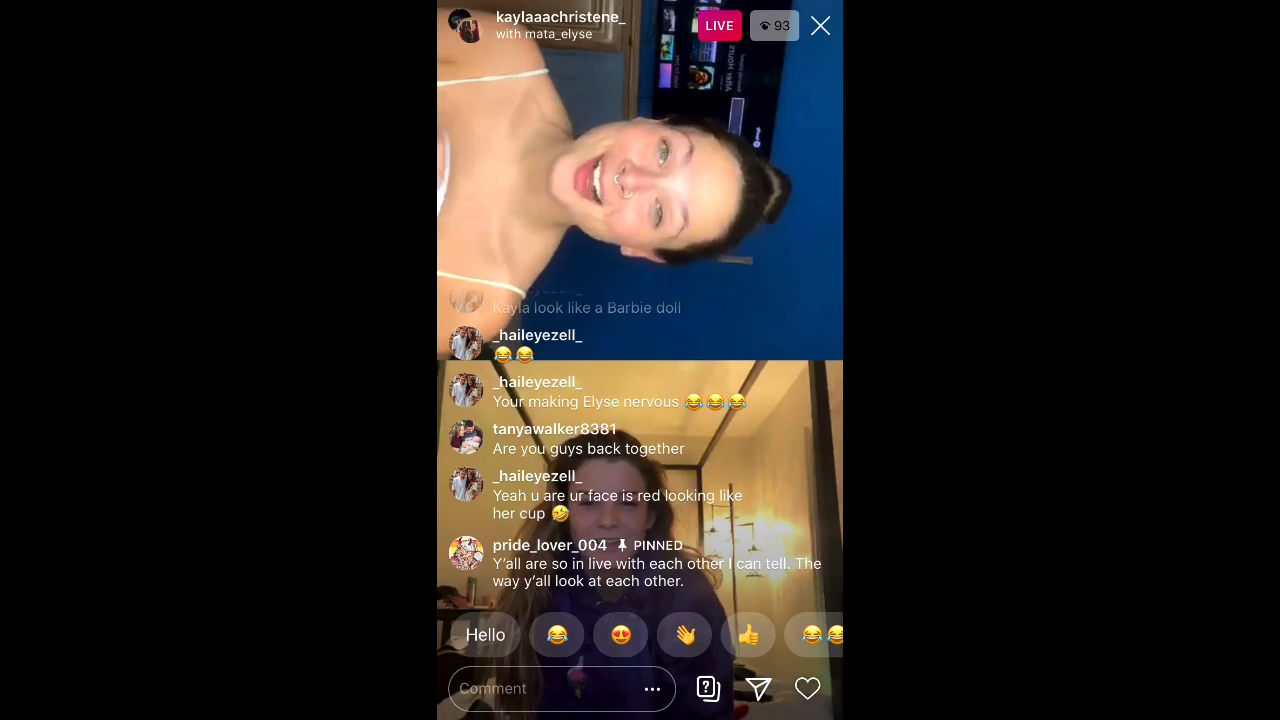 kaylaaachristene_
with mata_elyse
LIVE
93
After Hours
Kayla look like a Barbie doll
_haileyezell_
😂😂
_haileyezell_
Your making Elyse nervous 😂😂😂
tanyawalker8381
Are you guys back together
_haileyezell_
Yeah u are ur face is red looking like
her cup 🤣
pride_lover_004 PINNED
Y'all are so in live with each other I can tell. The
way y'all look at each other.
Hello 😂 😍 👋 👍 😂😂
Comment